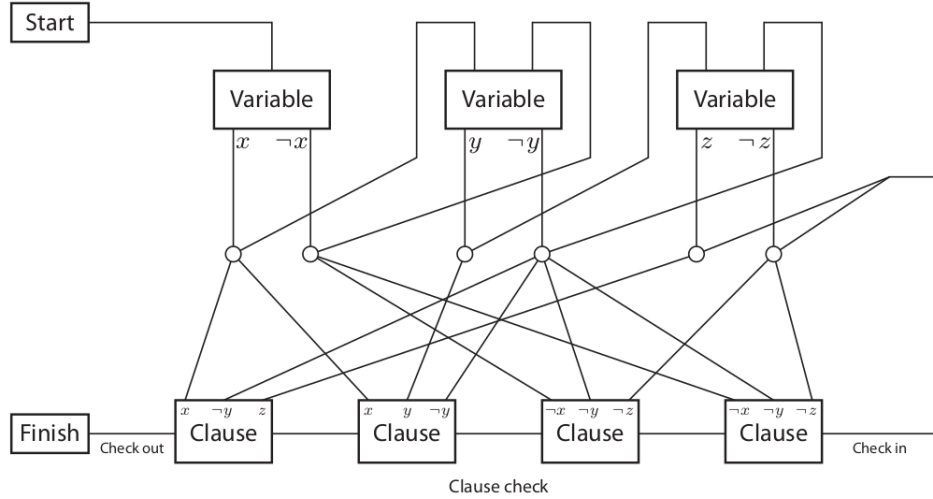 Start
Variable
Variable
Variable
x ¬x
y ¬y
z ¬z
x ¬y z
x y ¬y
¬x ¬y ¬z
¬x ¬y ¬z
Finish
Clause
Clause
Clause
Clause
Check out
Check in
Clause check